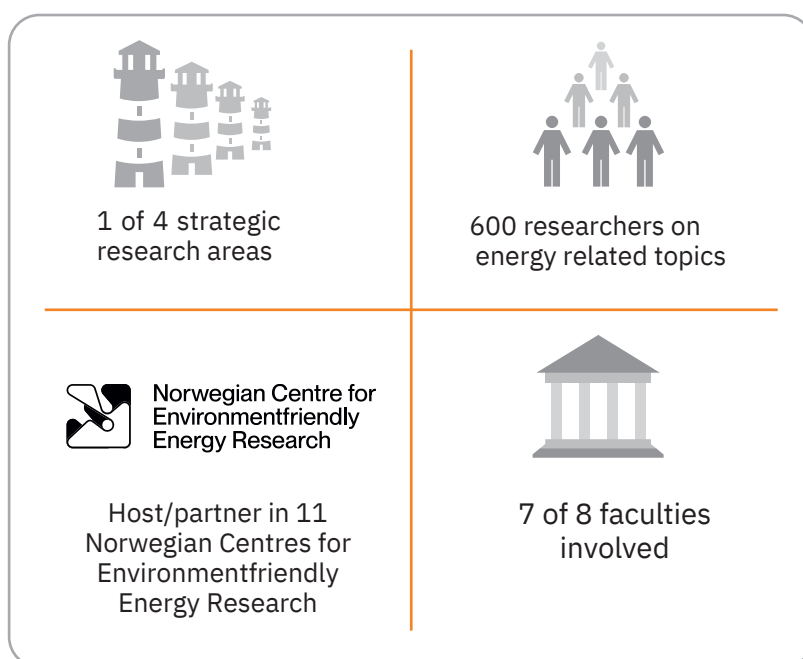 1 of 4 strategic
research areas
600 researchers on
energy related topics
Norwegian Centre for
Environmentfriendly
Energy Research
Host/partner in 11
Norwegian Centres for
Environmentfriendly
Energy Research
7 of 8 faculties
involved